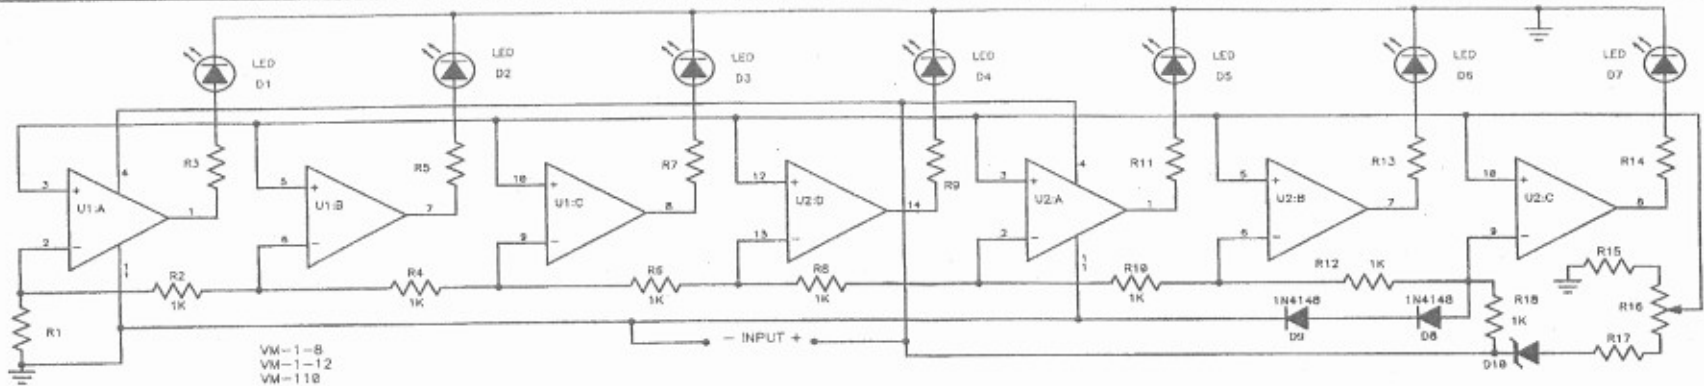 LED LED LED LED LED LED LED
D1 D2 D3 D4 D5 D6 D7
R3 R5 R7 R9 R11 R13 R14
3 + 4 U1:A 1 2 - 11
5 + U1:B 7 6 -
10 + U1:C 8 9 -
12 + U2:D 14 13 -
3 + 4 U2:A 1 2 - 11
5 + U2:B 7 6 -
10 + U2:C 8 9 -
R2 R4 R6 R8 R10 R12 1K R15
1K 1K 1K 1K 1K
R1 1N4148 1N4148 R18 R16
1K
- INPUT + D9 D8 R17
VM-1-8 D10
VM-1-12
VM-110